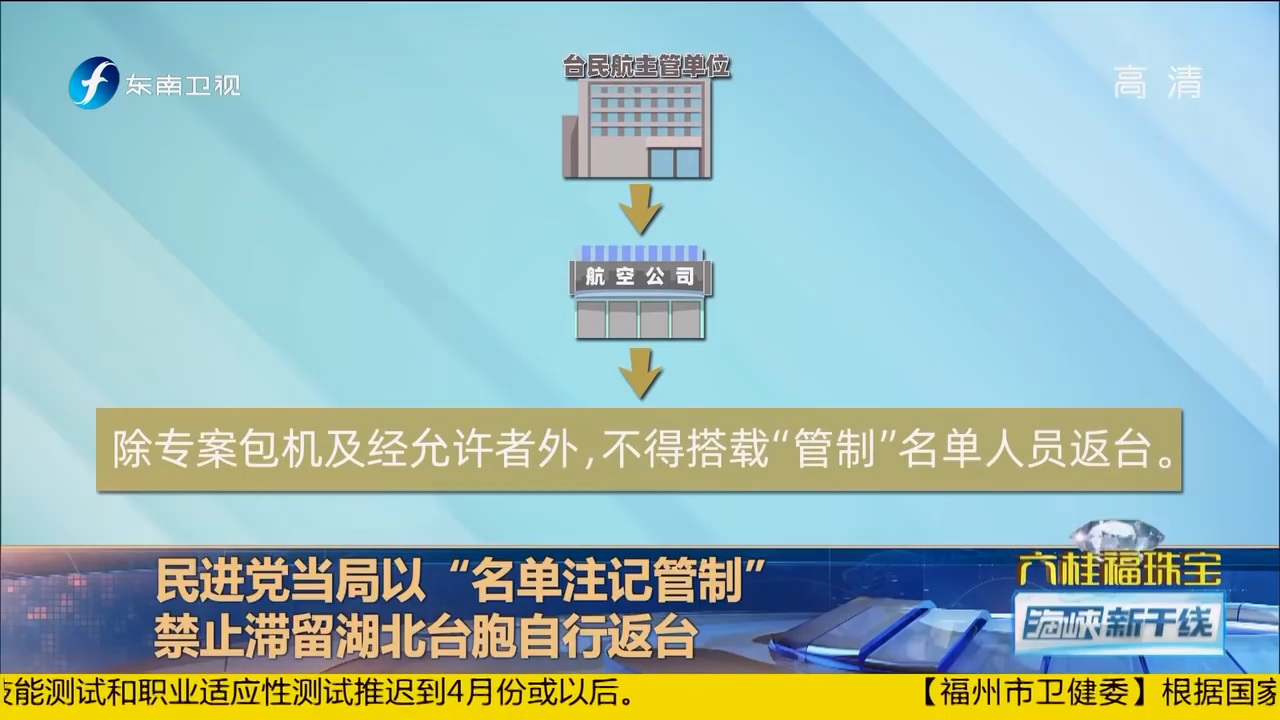 台民航主管单位
东南卫视
高清
航空公司
除专案包机及经允许者外,不得搭载“管制”名单人员返台。
民进党当局以“名单注记管制”
禁止滞留湖北台胞自行返台
六桂福珠宝
海峡新干线
能测试和职业适应性测试推迟到4月份或以后。
【福州市卫健委】根据国家